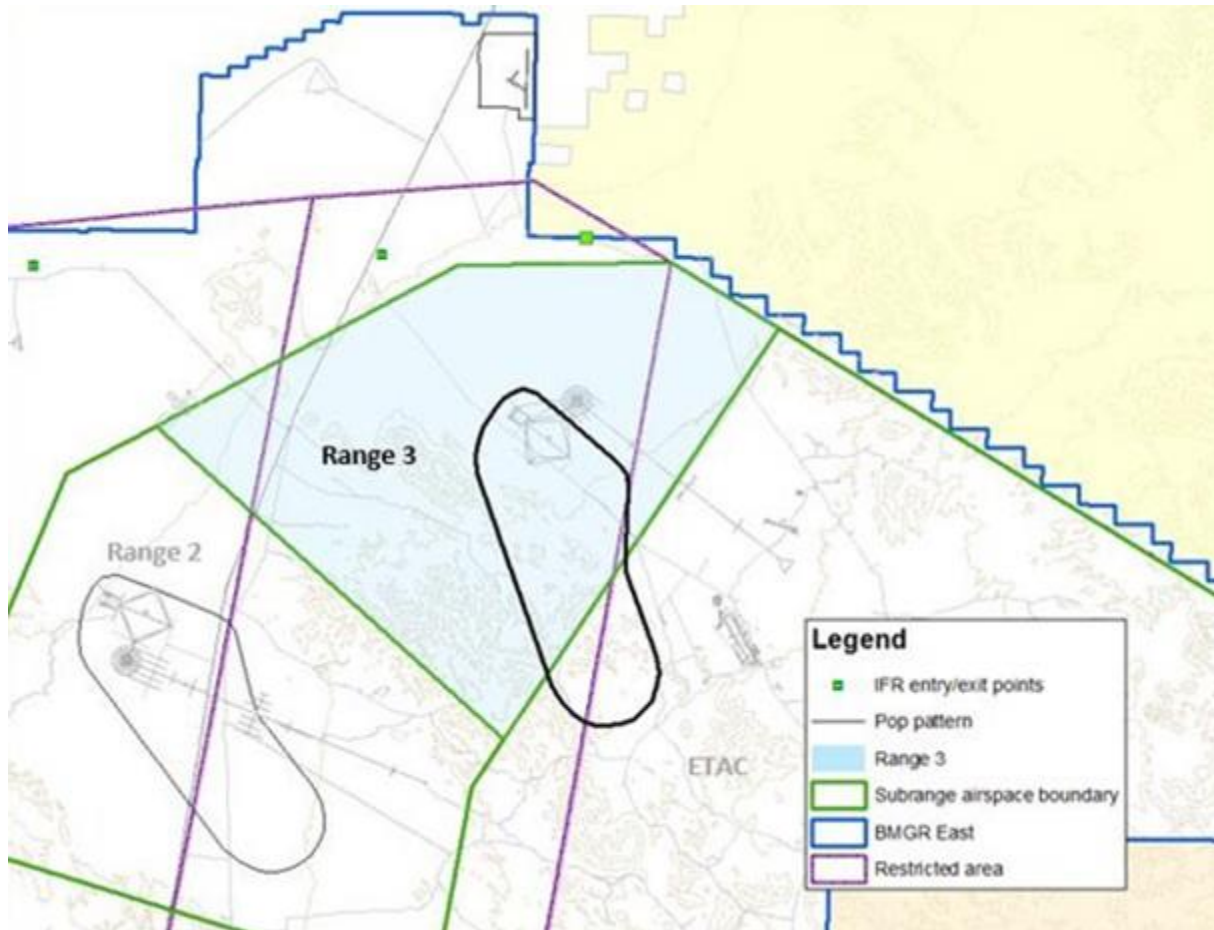 Range 3
Range 2
ETAC
Legend
IFR entry/exit points
Pop pattern
Range 3
Subrange airspace boundary
BMGR East
Restricted area